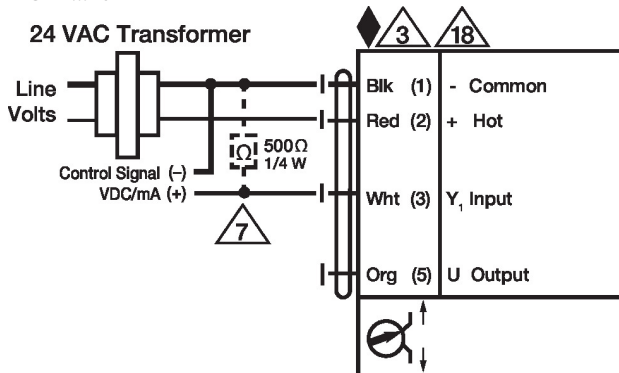 24 VAC Transformer
3 18
Line
Volts
Blk (1) - Common
Red (2) + Hot
Ω 500Ω
1/4 W
Control Signal (–)
VDC/mA (+)
Wht (3) Y₁ Input
7
Org (5) U Output